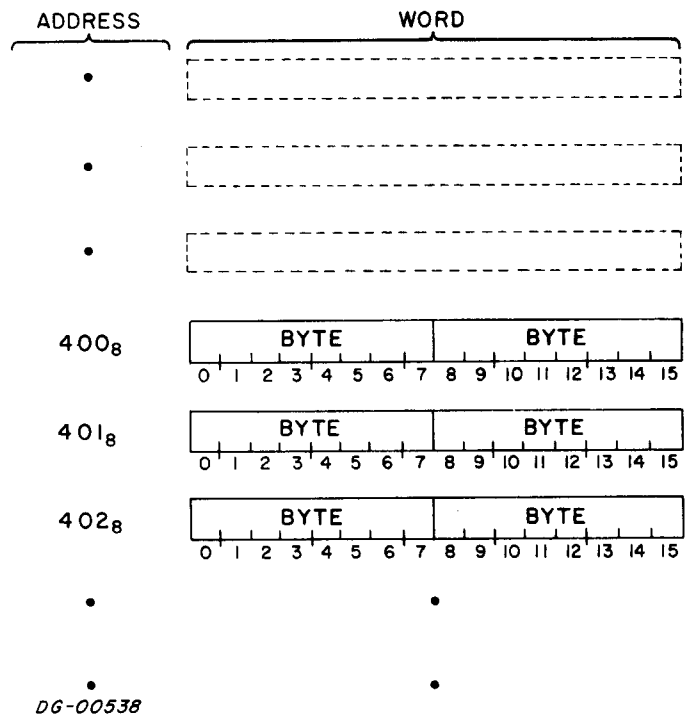 ADDRESS WORD
400₈ BYTE BYTE
0 1 2 3 4 5 6 7 8 9 10 11 12 13 14 15
401₈ BYTE BYTE
0 1 2 3 4 5 6 7 8 9 10 11 12 13 14 15
402₈ BYTE BYTE
0 1 2 3 4 5 6 7 8 9 10 11 12 13 14 15
DG-00538